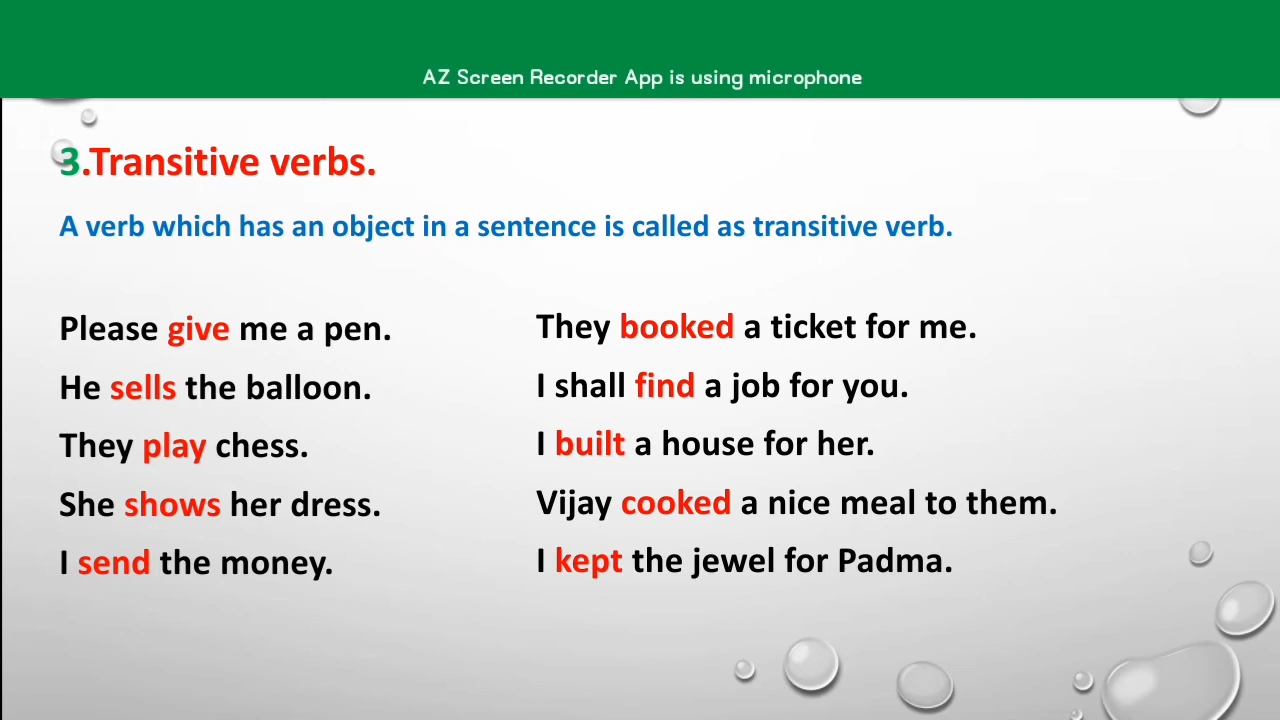 AZ Screen Recorder App is using microphone
3.Transitive verbs.
A verb which has an object in a sentence is called as transitive verb.
Please give me a pen.
He sells the balloon.
They play chess.
She shows her dress.
I send the money.
They booked a ticket for me.
I shall find a job for you.
I built a house for her.
Vijay cooked a nice meal to them.
I kept the jewel for Padma.